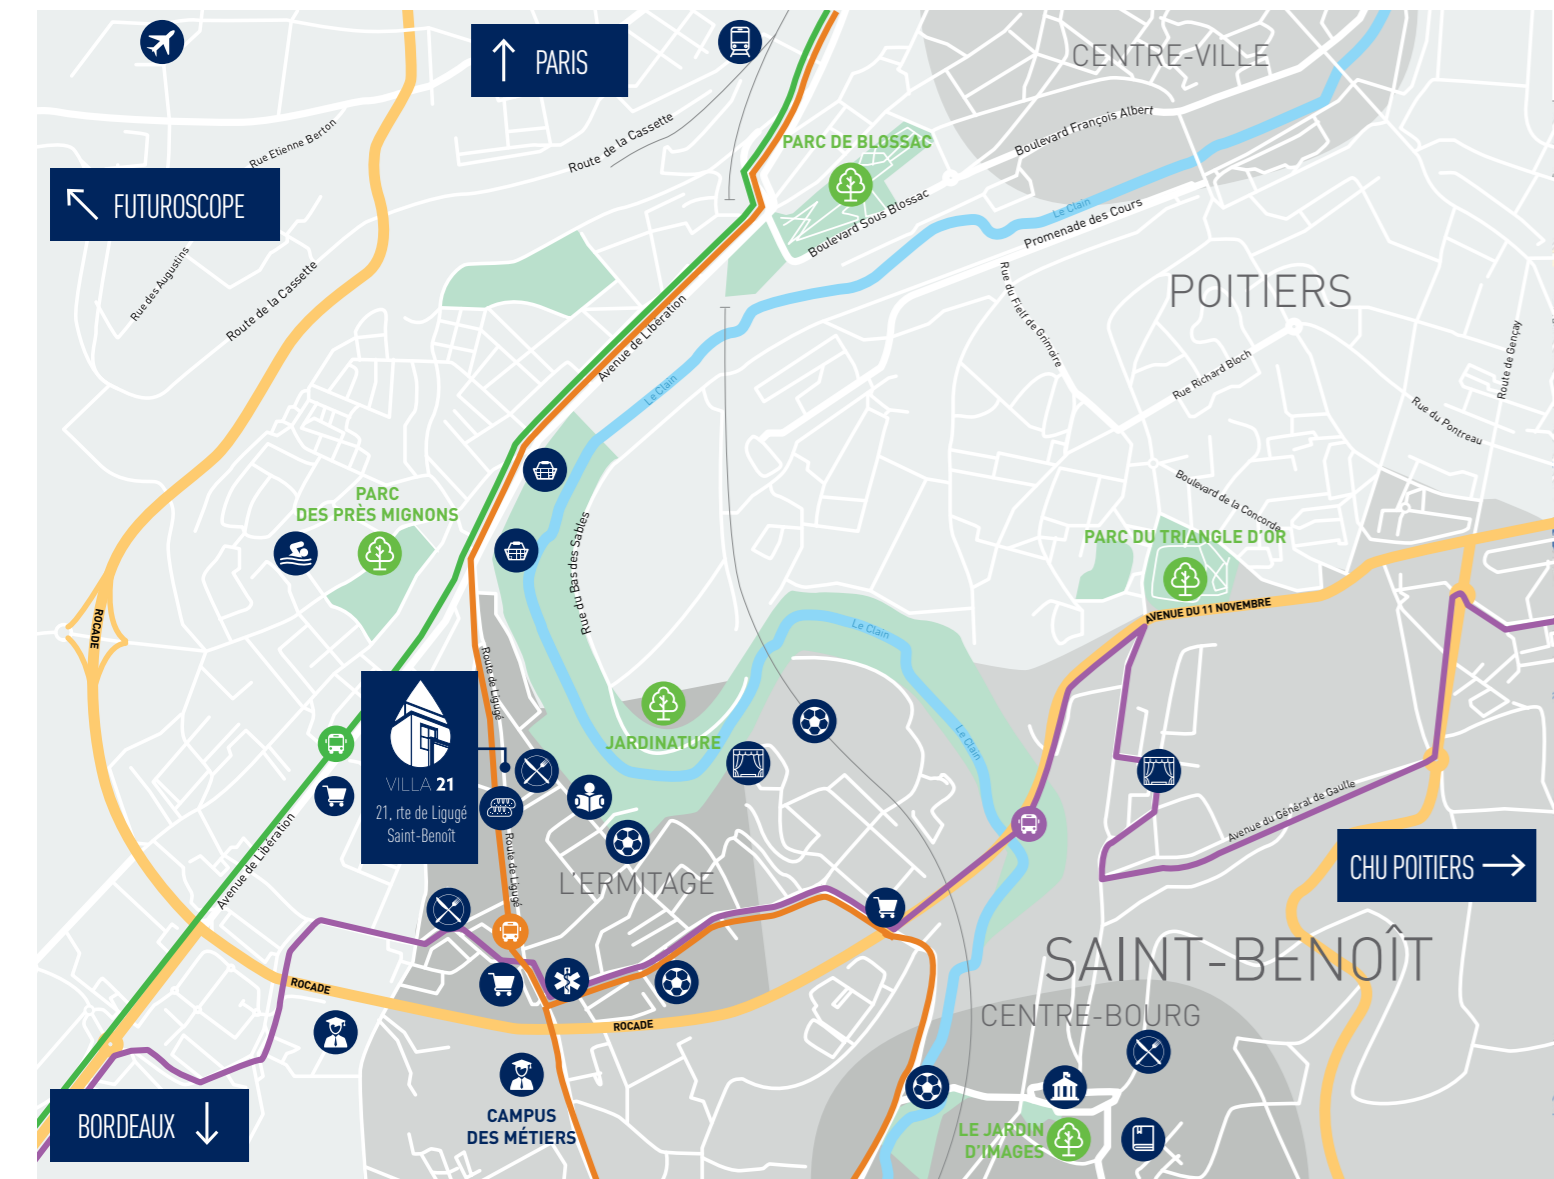 PARIS
CENTRE-VILLE
Rue Etienne Berton
Route de la Cassette
Boulevard François Albert
PARC DE BLOSSAC
FUTUROSCOPE
Boulevard Sous Blossac
Le Clain
Promenade des Cours
Rue des Augustins
Route de la Cassette
Avenue de Libération
Rue du Fielf de Grimoire
POITIERS
Le Clain
Rue Richard Bloch
Route de Gençay
Rue du Pontreau
PARC
DES PRÈS MIGNONS
Boulevard de la Concorde
PARC DU TRIANGLE D'OR
Rue du Bas des Sables
ROCADE
AVENUE DU 11 NOVEMBRE
Le Clain
Route de Ligugé
JARDINATURE
Le Clain
VILLA 21
21, rte de Ligugé
Saint-Benoît
Avenue de Libération
Route de Ligugé
L'ERMITAGE
Avenue du Général de Gaulle
CHU POITIERS
SAINT-BENOÎT
CENTRE-BOURG
ROCADE
ROCADE
CAMPUS
DES MÉTIERS
BORDEAUX
LE JARDIN
D'IMAGES